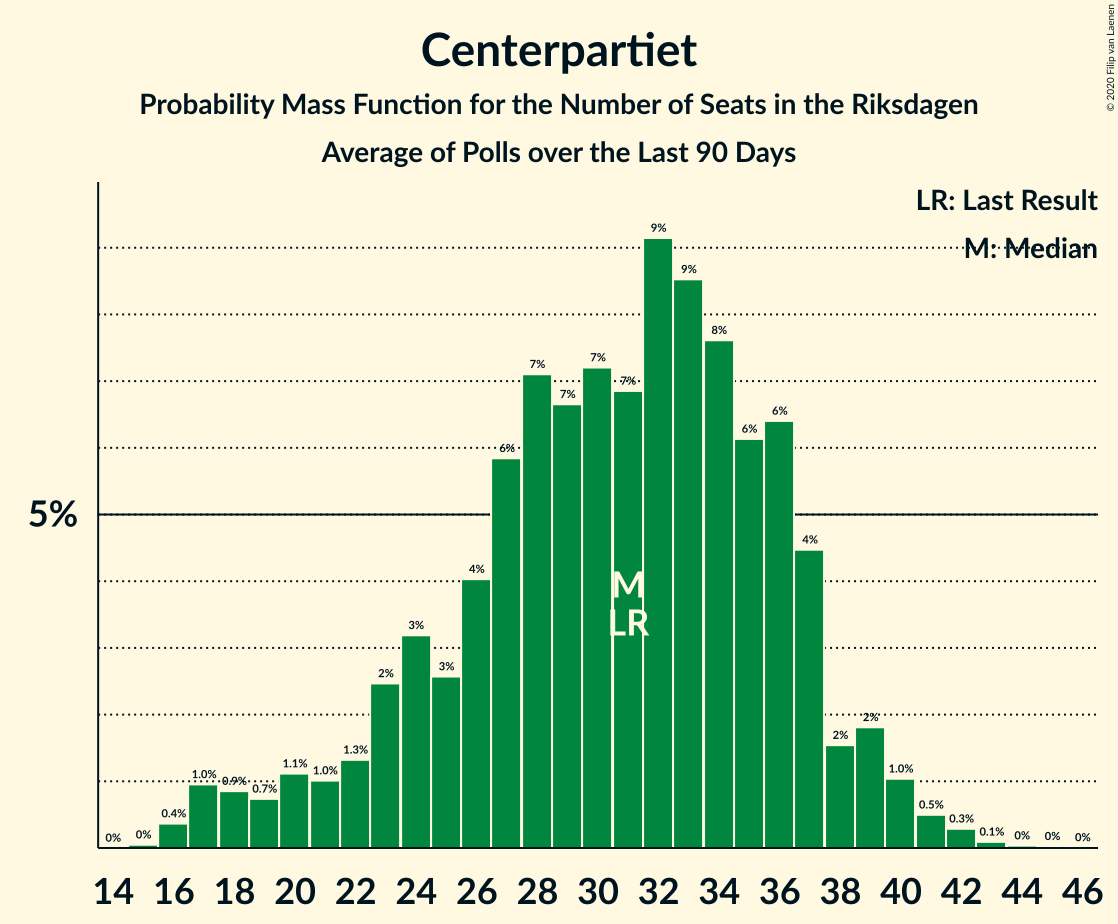 © 2020 Filip van Laenen
Centerpartiet
Probability Mass Function for the Number of Seats in the Riksdagen
Average of Polls over the Last 90 Days
LR: Last Result
M: Median
5%
0% 0% 0.4% 1.0% 0.9% 0.7% 1.1% 1.0% 1.3% 2% 3% 3% 4% 6% 7% 7% 7% 7% 9% 9% 8% 6% 6% 4% 2% 2% 1.0% 0.5% 0.3% 0.1% 0% 0% 0%
M
LR
14 16 18 20 22 24 26 28 30 32 34 36 38 40 42 44 46